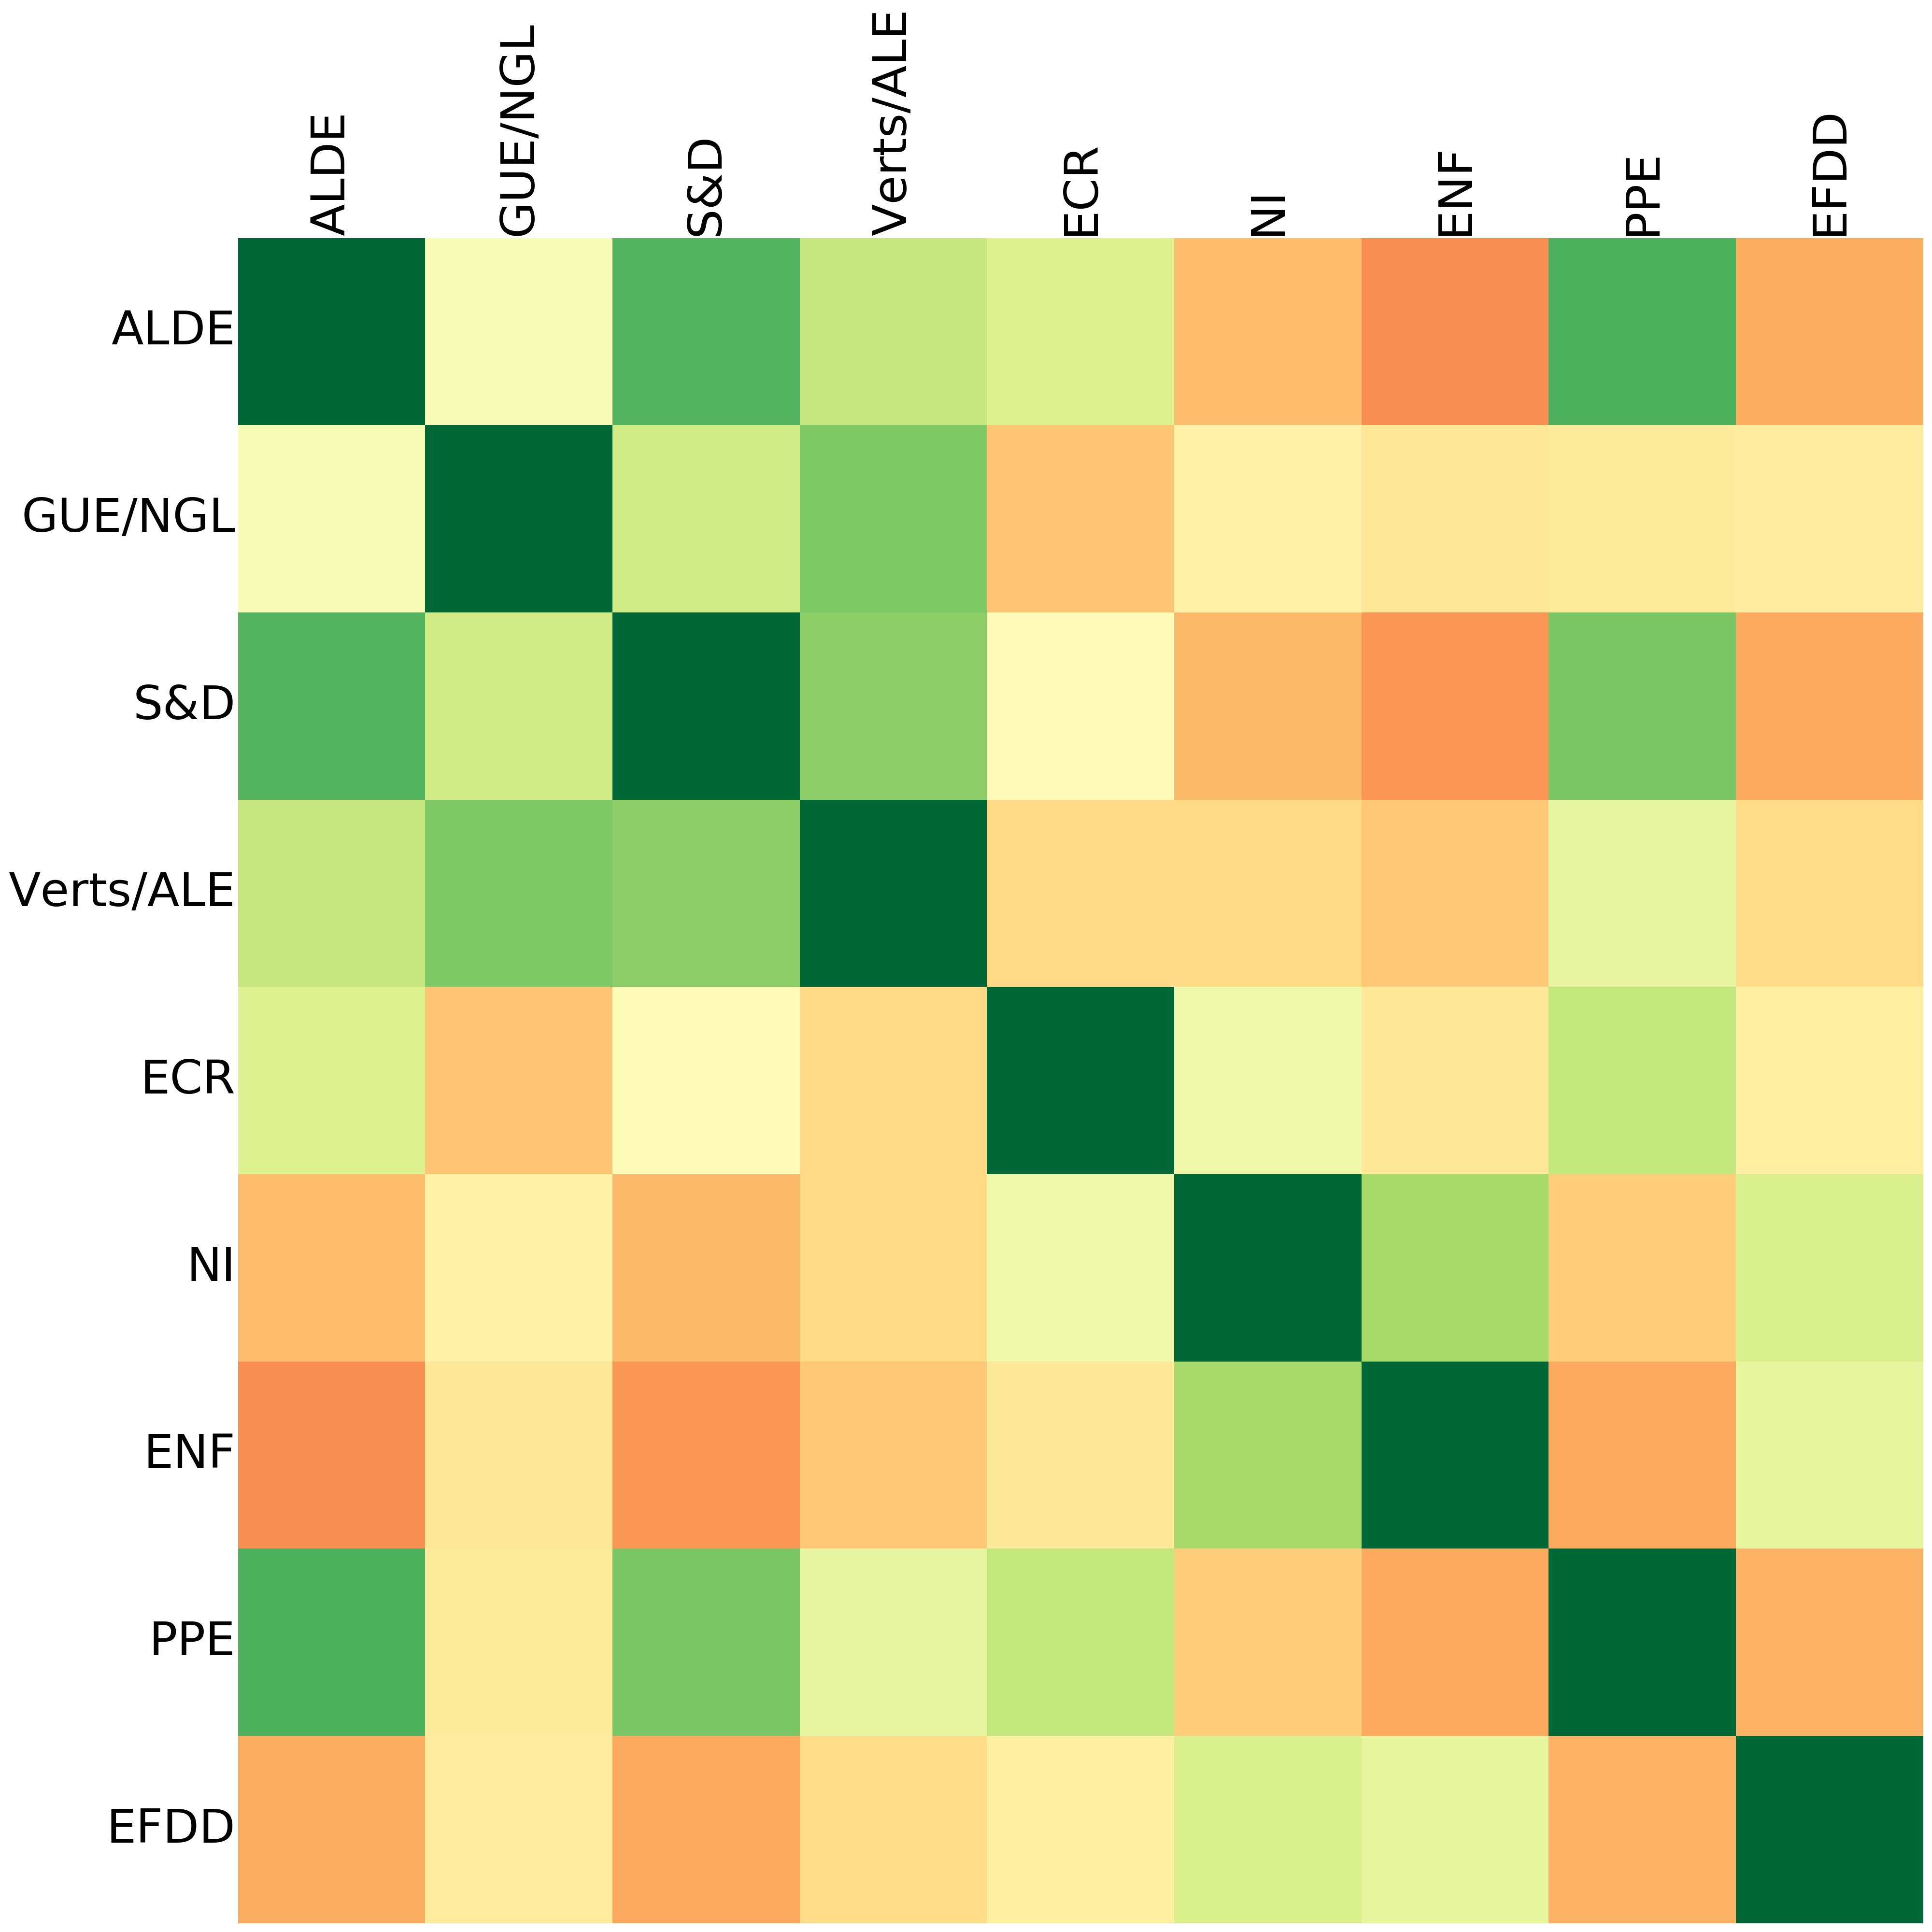 ALDE
GUE/NGL
S&D
Verts/ALE
ECR
NI
ENF
PPE
EFDD
ALDE
GUE/NGL
S&D
Verts/ALE
ECR
NI
ENF
PPE
EFDD